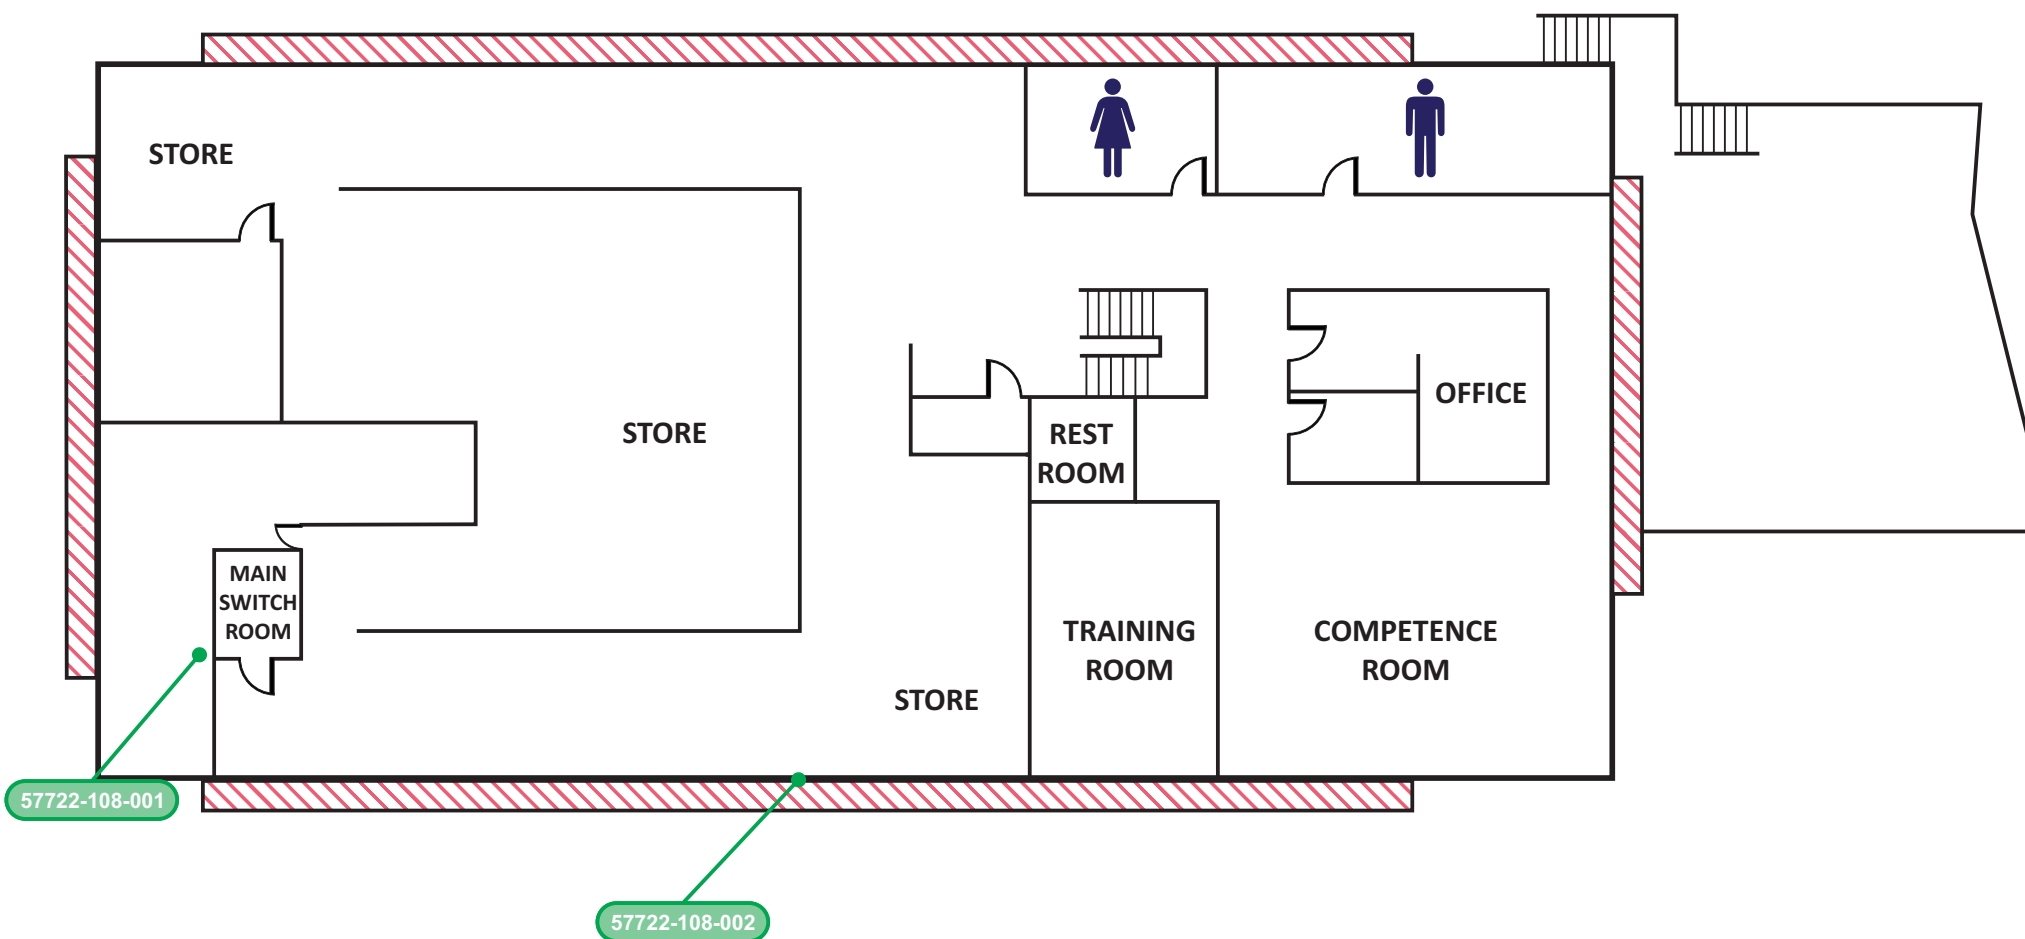 STORE
STORE
OFFICE
REST
ROOM
MAIN
SWITCH
ROOM
TRAINING
ROOM
COMPETENCE
ROOM
STORE
57722-108-001
57722-108-002